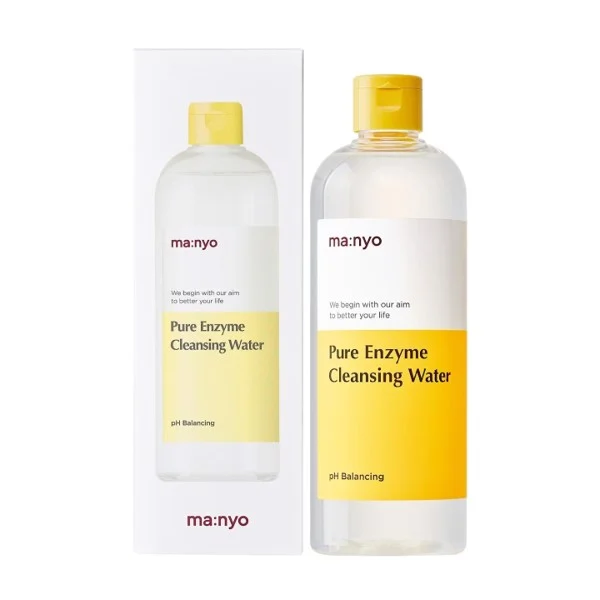 ma:nyo
We begin with our aim
to better your life
Pure Enzyme
Cleansing Water
pH Balancing
ma:nyo
ma:nyo
We begin with our aim
to better your life
Pure Enzyme
Cleansing Water
pH Balancing